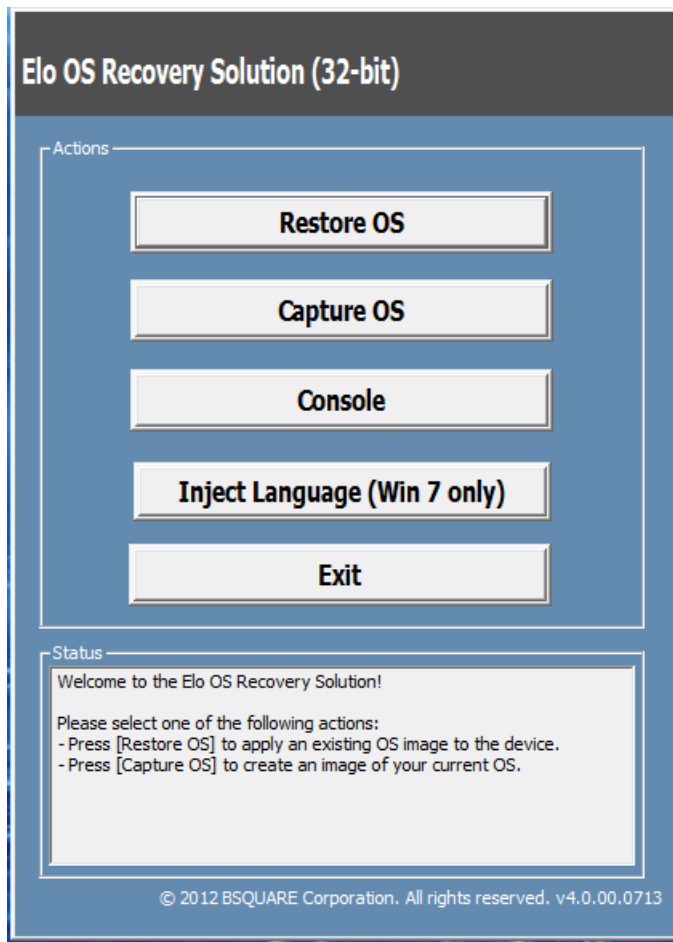 Elo OS Recovery Solution (32-bit)
Actions
Restore OS
Capture OS
Console
Inject Language (Win 7 only)
Exit
Status
Welcome to the Elo OS Recovery Solution!
Please select one of the following actions:
- Press [Restore OS] to apply an existing OS image to the device.
- Press [Capture OS] to create an image of your current OS.
© 2012 BSQUARE Corporation. All rights reserved. v4.0.00.0713